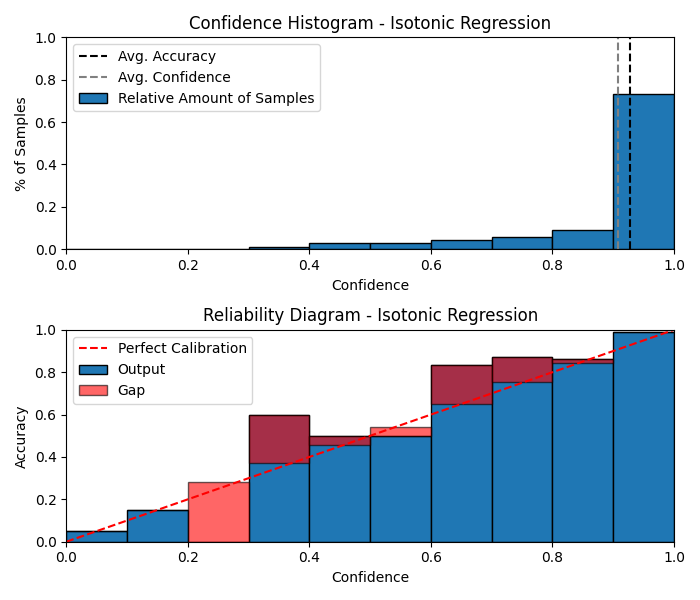 Confidence Histogram - Isotonic Regression
1.0
0.8
0.6
0.4
0.2
0.0
% of Samples
Avg. Accuracy
Avg. Confidence
Relative Amount of Samples
0.0 0.2 0.4 0.6 0.8 1.0
Confidence
Reliability Diagram - Isotonic Regression
1.0
0.8
0.6
0.4
0.2
0.0
Accuracy
Perfect Calibration
Output
Gap
0.0 0.2 0.4 0.6 0.8 1.0
Confidence